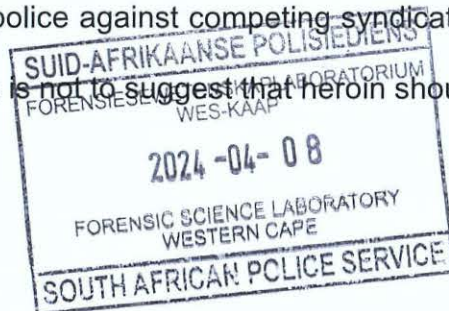 police against competing syndicat
SUID-AFRIKAANSE POLISIEDIENS
is not to suggest that heroin shou
WES-KAAP
2024 -04- 08
FORENSIC SCIENCE LABORATORY
WESTERN CAPE
SOUTH AFRICAN POLICE SERVICE